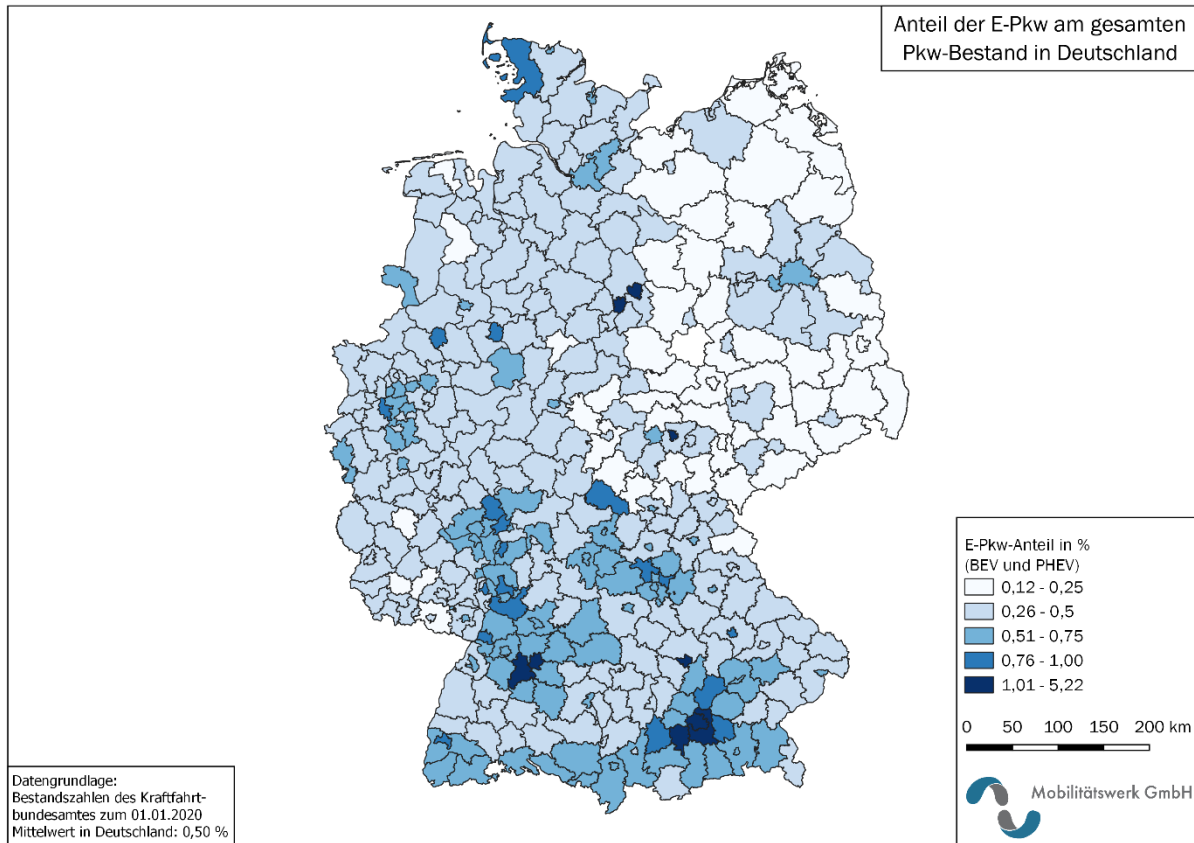 Anteil der E-Pkw am gesamten
Pkw-Bestand in Deutschland
E-Pkw-Anteil in %
(BEV und PHEV)
0,12 - 0,25
0,26 - 0,5
0,51 - 0,75
0,76 - 1,00
1,01 - 5,22
0 50 100 150 200 km
Mobilitätswerk GmbH
Datengrundlage:
Bestandszahlen des Kraftfahrt-
bundesamtes zum 01.01.2020
Mittelwert in Deutschland: 0,50 %